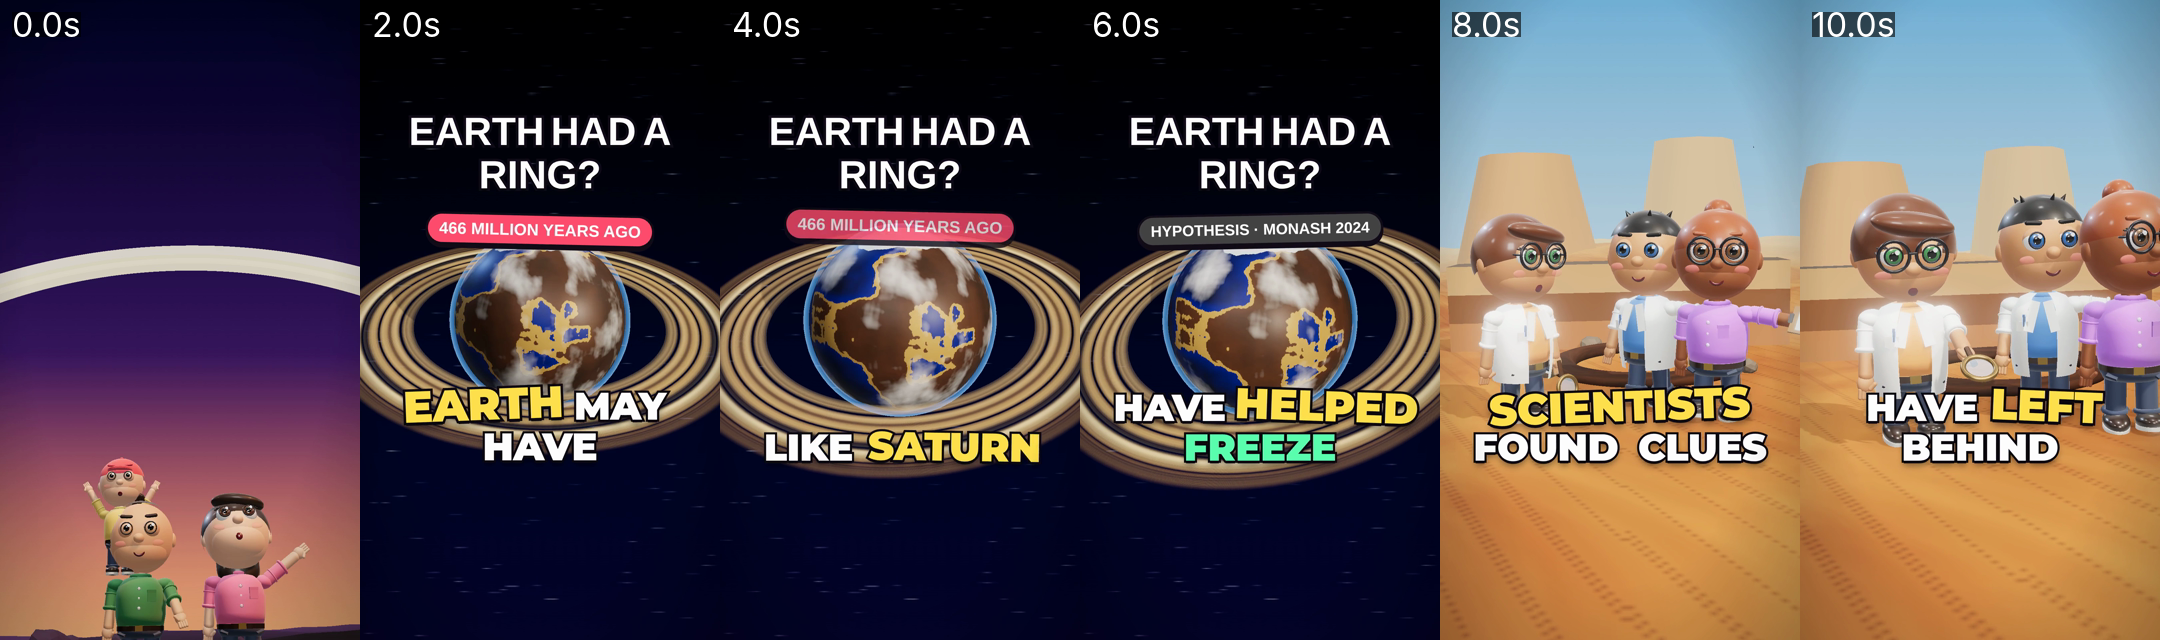 0.0s
2.0s
EARTH HAD A
RING?
466 MILLION YEARS AGO
EARTH MAY
HAVE
4.0s
EARTH HAD A
RING?
466 MILLION YEARS AGO
LIKE SATURN
6.0s
EARTH HAD A
RING?
HYPOTHESIS · MONASH 2024
HAVE HELPED
FREEZE
8.0s
SCIENTISTS
FOUND CLUES
10.0s
HAVE LEFT
BEHIND